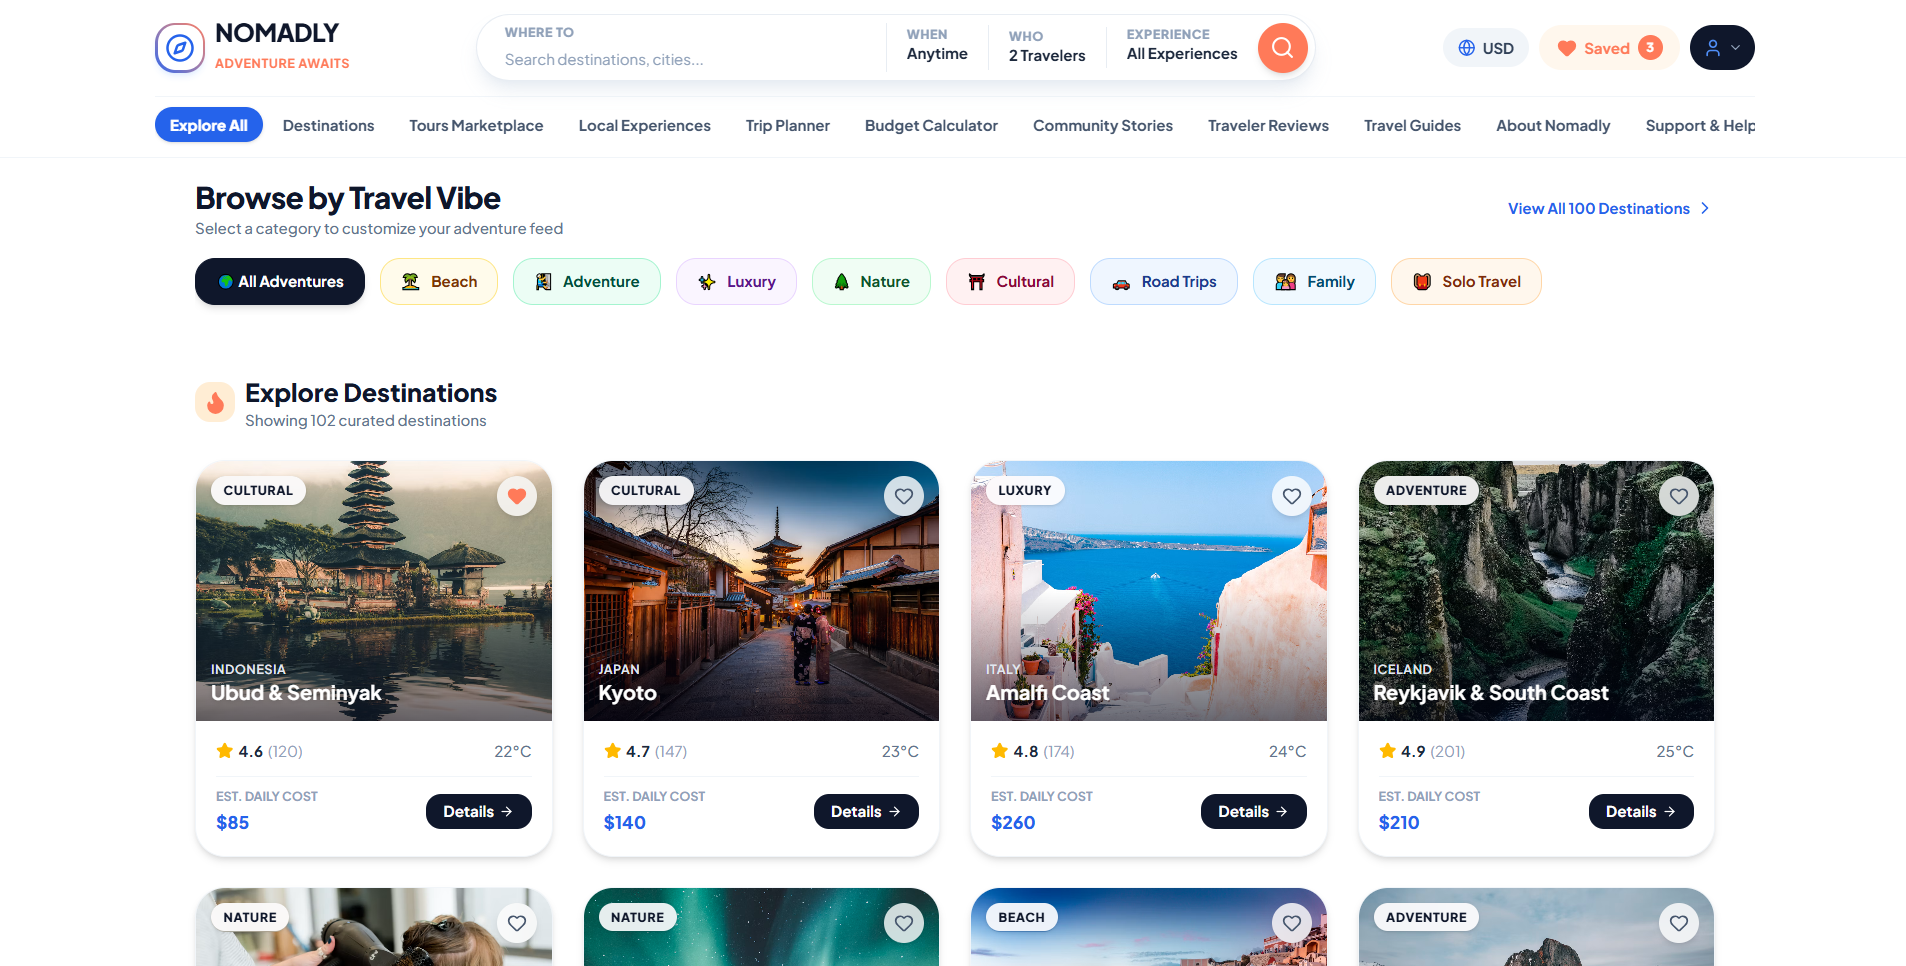 NOMADLY
ADVENTURE AWAITS
WHERE TO
Search destinations, cities...
WHEN
Anytime
WHO
2 Travelers
EXPERIENCE
All Experiences
USD
Saved 3
Explore All
Destinations
Tours Marketplace
Local Experiences
Trip Planner
Budget Calculator
Community Stories
Traveler Reviews
Travel Guides
About Nomadly
Support & Help
Browse by Travel Vibe
Select a category to customize your adventure feed
View All 100 Destinations
All Adventures
Beach
Adventure
Luxury
Nature
Cultural
Road Trips
Family
Solo Travel
Explore Destinations
Showing 102 curated destinations
CULTURAL
INDONESIA
Ubud & Seminyak
4.6 (120)
22°C
EST. DAILY COST
$85
Details →
CULTURAL
JAPAN
Kyoto
4.7 (147)
23°C
EST. DAILY COST
$140
Details →
LUXURY
ITALY
Amalfi Coast
4.8 (174)
24°C
EST. DAILY COST
$260
Details →
ADVENTURE
ICELAND
Reykjavik & South Coast
4.9 (201)
25°C
EST. DAILY COST
$210
Details →
NATURE
NATURE
BEACH
ADVENTURE